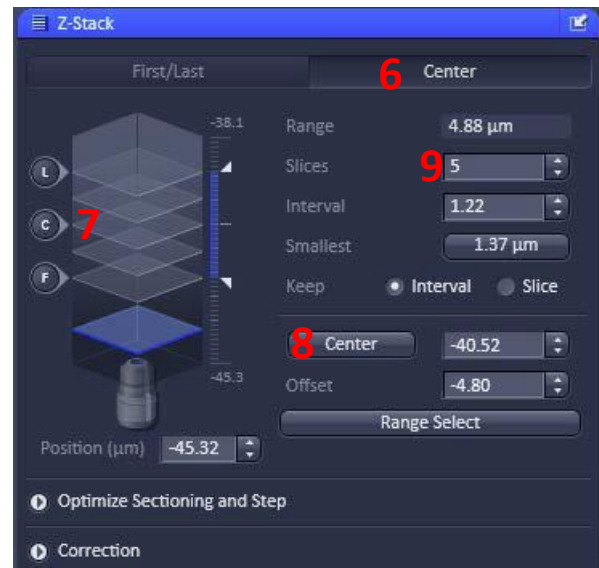 Z-Stack
First/Last 6 Center
-38.1 Range 4.88 µm
L Slices 9 5
C 7 Interval 1.22
Smallest 1.37 µm
F Keep Interval Slice
8 Center -40.52
-45.3 Offset -4.80
Range Select
Position (µm) -45.32
Optimize Sectioning and Step
Correction